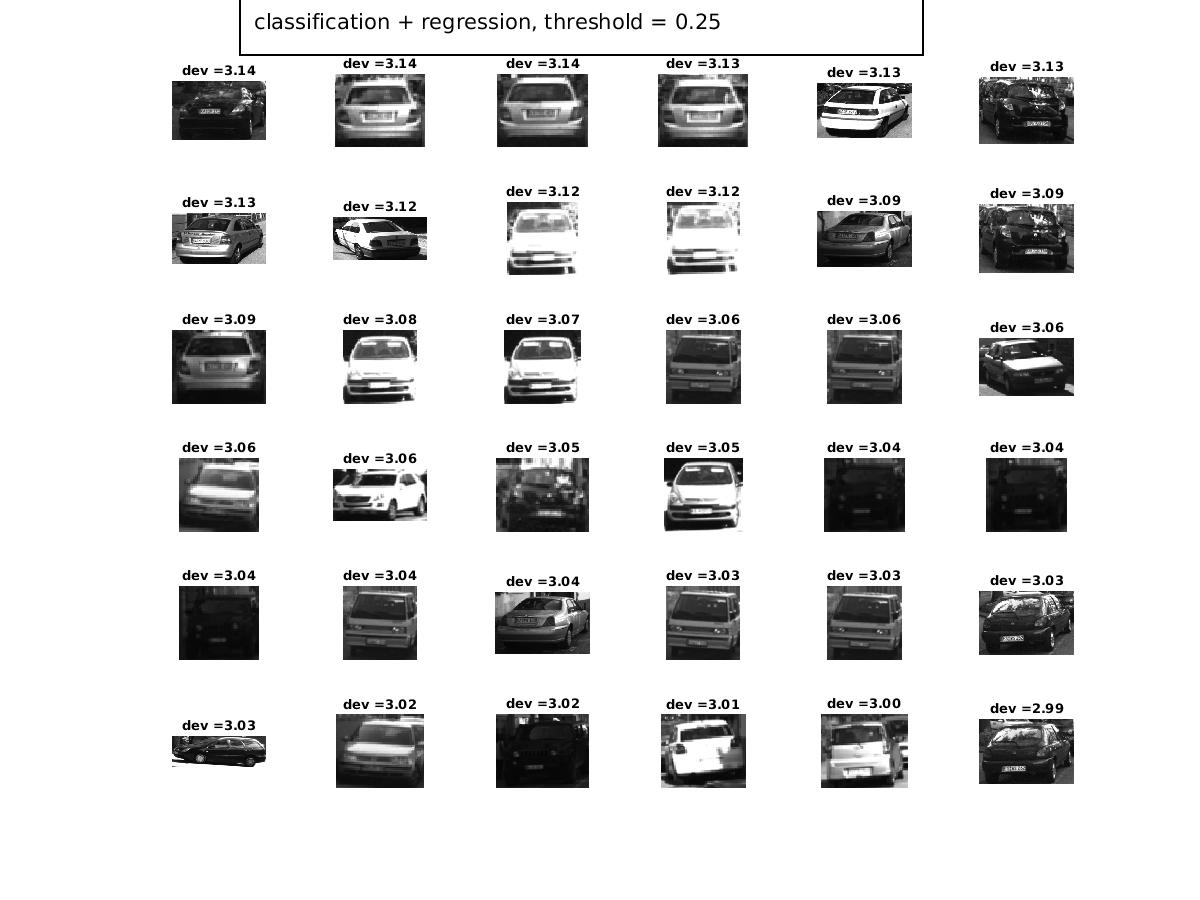 classification + regression, threshold = 0.25
dev =3.14 dev =3.14 dev =3.14 dev =3.13 dev =3.13 dev =3.13
dev =3.13 dev =3.12 dev =3.12 dev =3.12 dev =3.09 dev =3.09
dev =3.09 dev =3.08 dev =3.07 dev =3.06 dev =3.06 dev =3.06
dev =3.06 dev =3.06 dev =3.05 dev =3.05 dev =3.04 dev =3.04
dev =3.04 dev =3.04 dev =3.04 dev =3.03 dev =3.03 dev =3.03
dev =3.03 dev =3.02 dev =3.02 dev =3.01 dev =3.00 dev =2.99